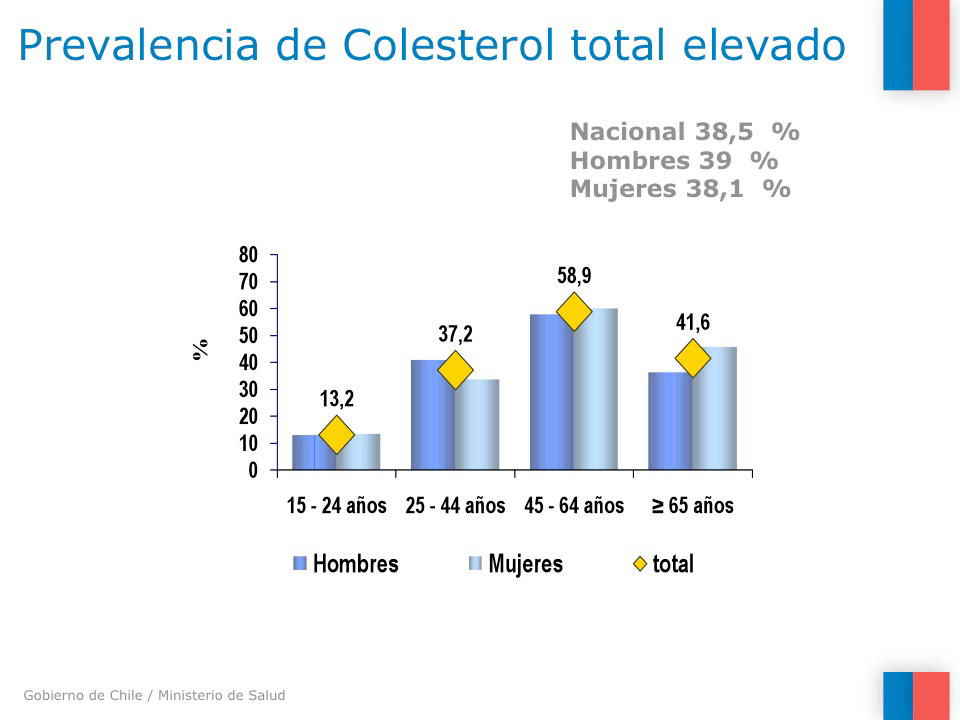 Prevalencia de Colesterol total elevado
Nacional 38,5  %
Hombres 39  %
Mujeres 38,1  %
80
70
60
50
40
30
20
10
0
%
13,2
37,2
58,9
41,6
15 - 24 años
25 - 44 años
45 - 64 años
≥ 65 años
Hombres
Mujeres
total
Gobierno de Chile / Ministerio de Salud